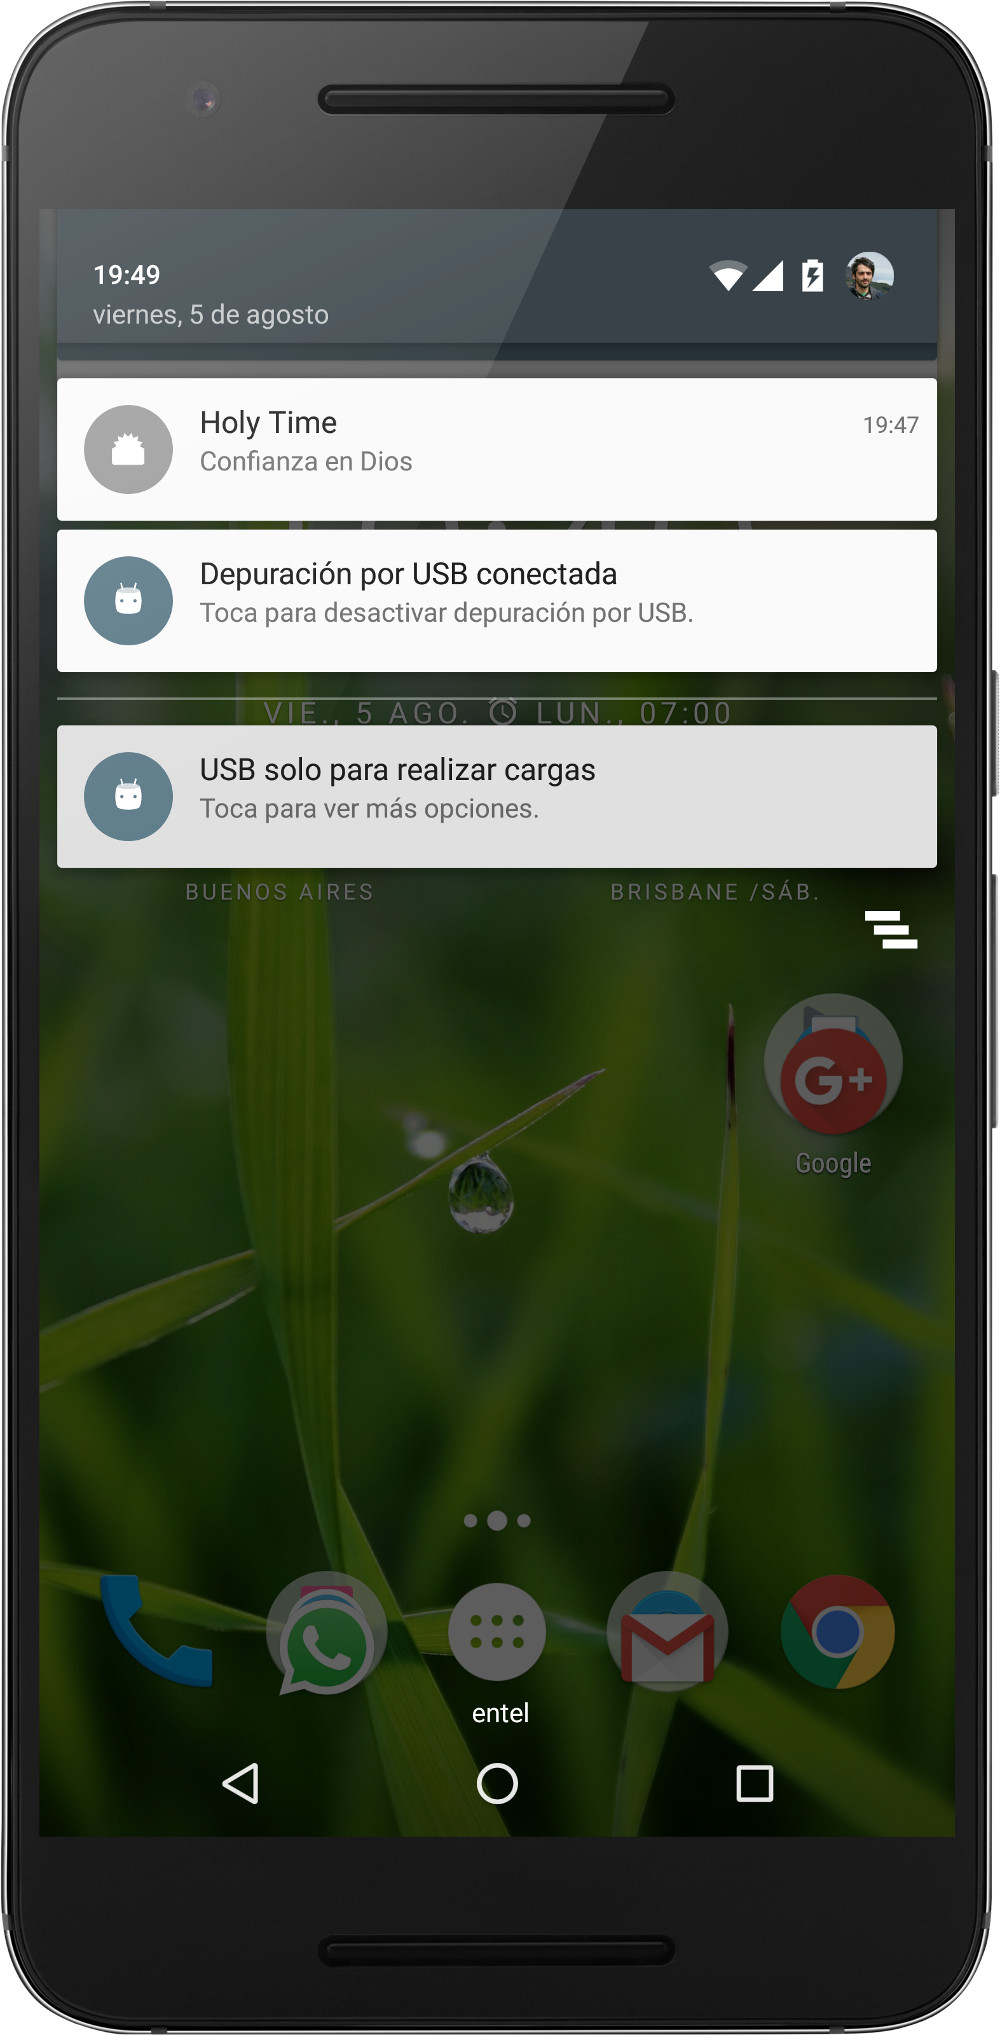 19:49
viernes, 5 de agosto
Holy Time
19:47
Confianza en Dios
Depuración por USB conectada
Toca para desactivar depuración por USB.
VIE., 5 AGO. LUN., 07:00
USB solo para realizar cargas
Toca para ver más opciones.
BUENOS AIRES
BRISBANE /SÁB.
G+
Google
entel